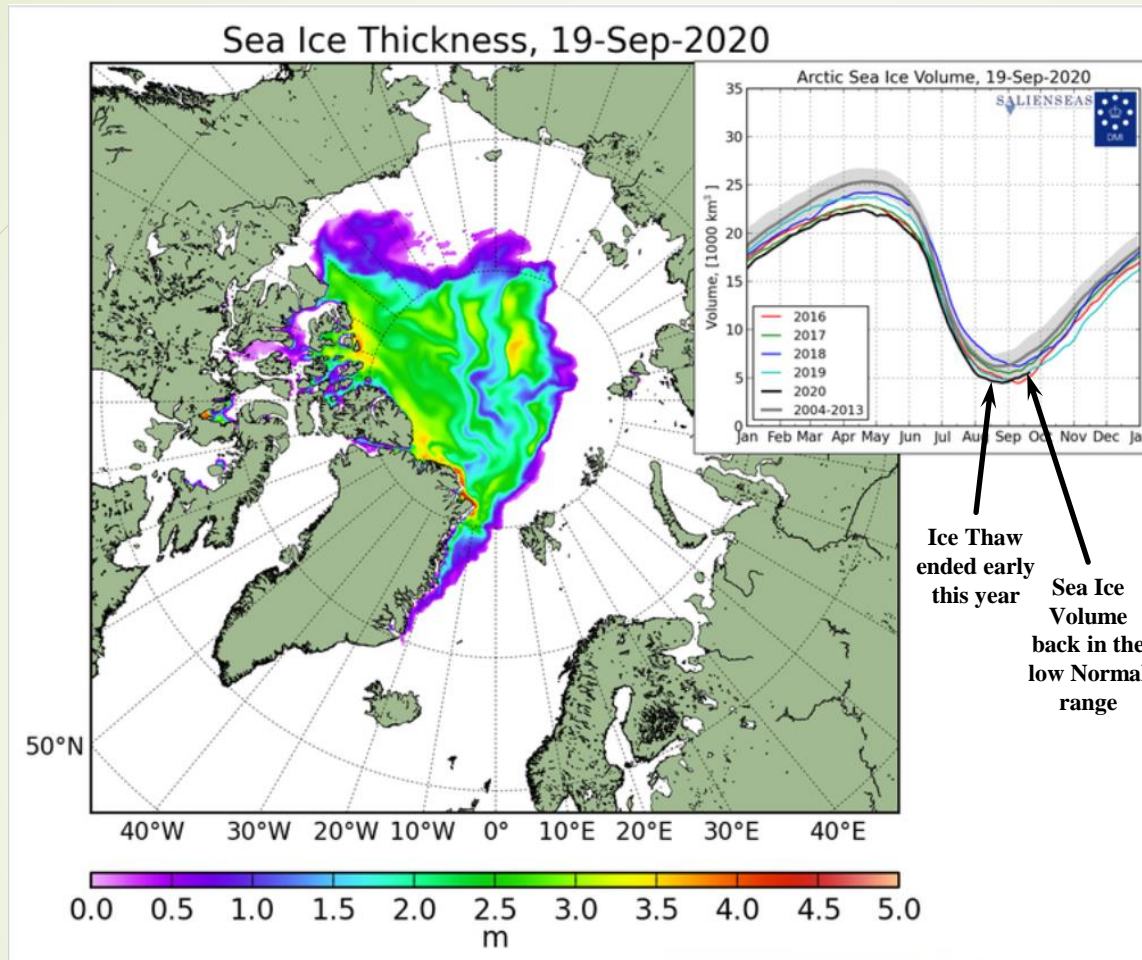 Sea Ice Thickness, 19-Sep-2020
Arctic Sea Ice Volume, 19-Sep-2020
SALIENSEAS
DMI
Volume, [1000 km³ ]
35
30
25
20
15
10
5
0
2016
2017
2018
2019
2020
2004-2013
Jan Feb Mar Apr May Jun Jul Aug Sep Oct Nov Dec Ja
Ice Thaw
ended early
this year
Sea Ice
Volume
back in the
low Normal
range
50°N
40°W 30°W 20°W 10°W 0° 10°E 20°E 30°E 40°E
0.0 0.5 1.0 1.5 2.0 2.5 3.0 3.5 4.0 4.5 5.0
m